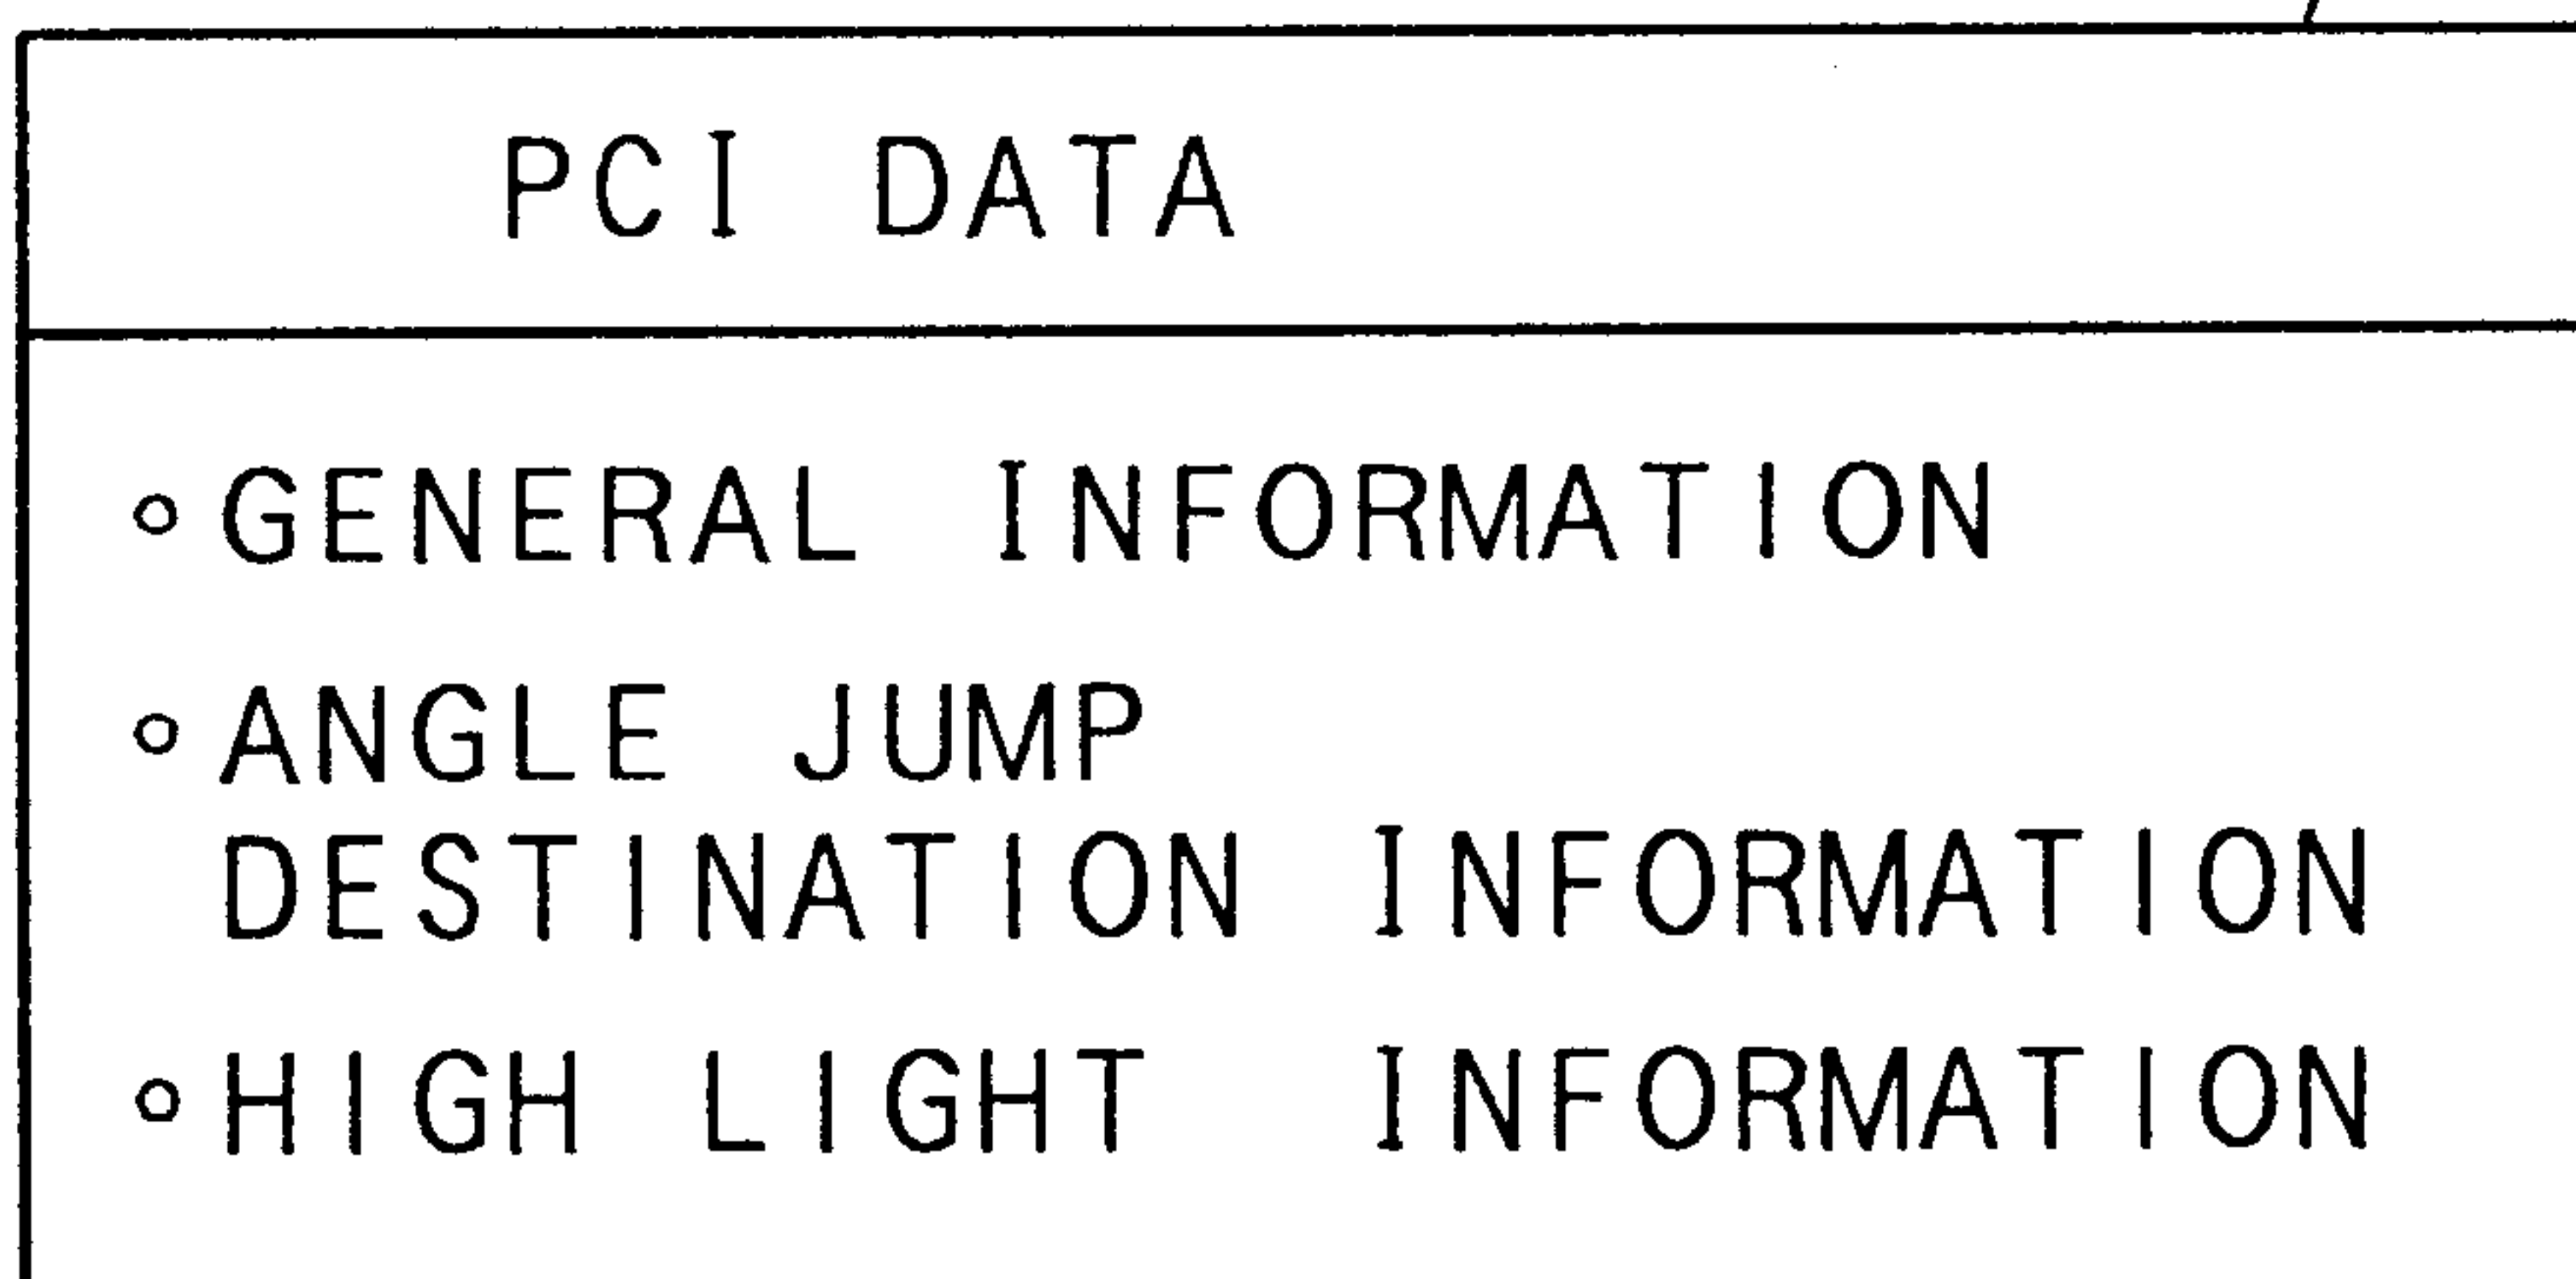 PCI DATA
○GENERAL INFORMATION
○ANGLE JUMP
DESTINATION INFORMATION
○HIGH LIGHT INFORMATION